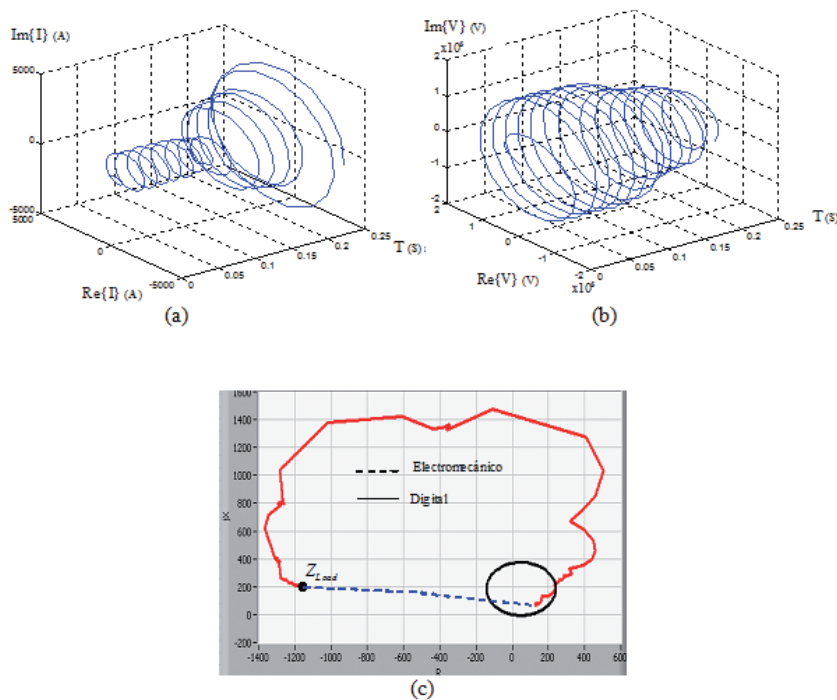 Im{I} (A)
5000
0
-5000
5000
0
-5000
Re{I} (A)
0
0.05
0.1
0.15
0.2
0.25
T (S):
(a)
Im{V} (V)
x10⁶
2
1
0
-1
-2
2
1
0
-1
-2
x10⁶
Re{V} (V)
0
0.05
0.1
0.15
0.2
0.25
T (S)
(b)
1600
1400
1200
1000
800
600
400
200
0
-200
Electromecánico
Digital
Z Load
-1400 -1200 -1000 -800 -600 -400 -200 0 200 400 600
(c)